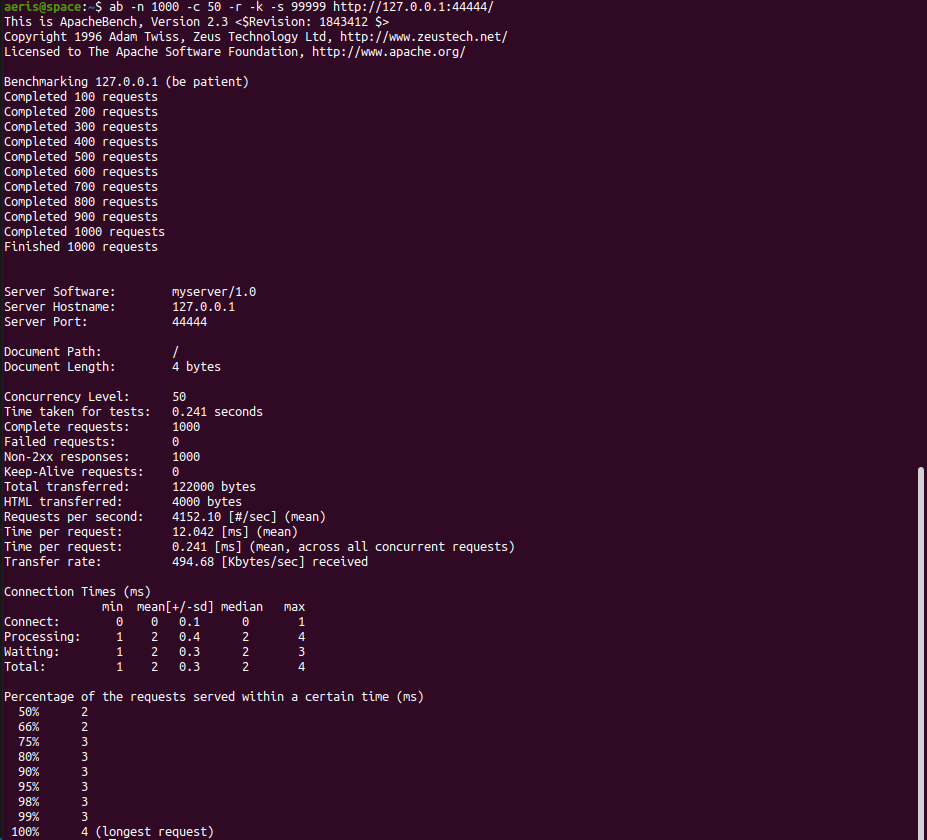 aeris@space:~$ ab -n 1000 -c 50 -r -k -s 99999 http://127.0.0.1:44444/
This is ApacheBench, Version 2.3 <$Revision: 1843412 $>
Copyright 1996 Adam Twiss, Zeus Technology Ltd, http://www.zeustech.net/
Licensed to The Apache Software Foundation, http://www.apache.org/

Benchmarking 127.0.0.1 (be patient)
Completed 100 requests
Completed 200 requests
Completed 300 requests
Completed 400 requests
Completed 500 requests
Completed 600 requests
Completed 700 requests
Completed 800 requests
Completed 900 requests
Completed 1000 requests
Finished 1000 requests


Server Software:        myserver/1.0
Server Hostname:        127.0.0.1
Server Port:            44444

Document Path:          /
Document Length:        4 bytes

Concurrency Level:      50
Time taken for tests:   0.241 seconds
Complete requests:      1000
Failed requests:        0
Non-2xx responses:      1000
Keep-Alive requests:    0
Total transferred:      122000 bytes
HTML transferred:       4000 bytes
Requests per second:    4152.10 [#/sec] (mean)
Time per request:       12.042 [ms] (mean)
Time per request:       0.241 [ms] (mean, across all concurrent requests)
Transfer rate:          494.68 [Kbytes/sec] received

Connection Times (ms)
              min  mean[+/-sd] median   max
Connect:        0    0   0.1      0       1
Processing:     1    2   0.4      2       4
Waiting:        1    2   0.3      2       3
Total:          1    2   0.3      2       4

Percentage of the requests served within a certain time (ms)
  50%      2
  66%      2
  75%      3
  80%      3
  90%      3
  95%      3
  98%      3
  99%      3
 100%      4 (longest request)